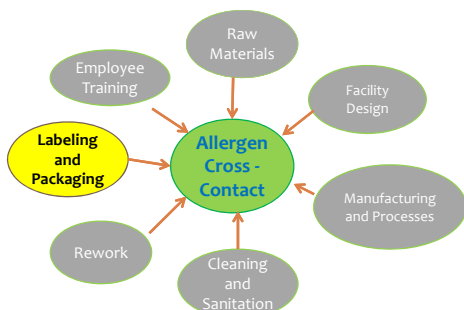 Raw
Materials
Employee
Training
Facility
Design
Labeling
and
Packaging
Allergen
Cross -
Contact
Manufacturing
and Processes
Rework
Cleaning
and
Sanitation